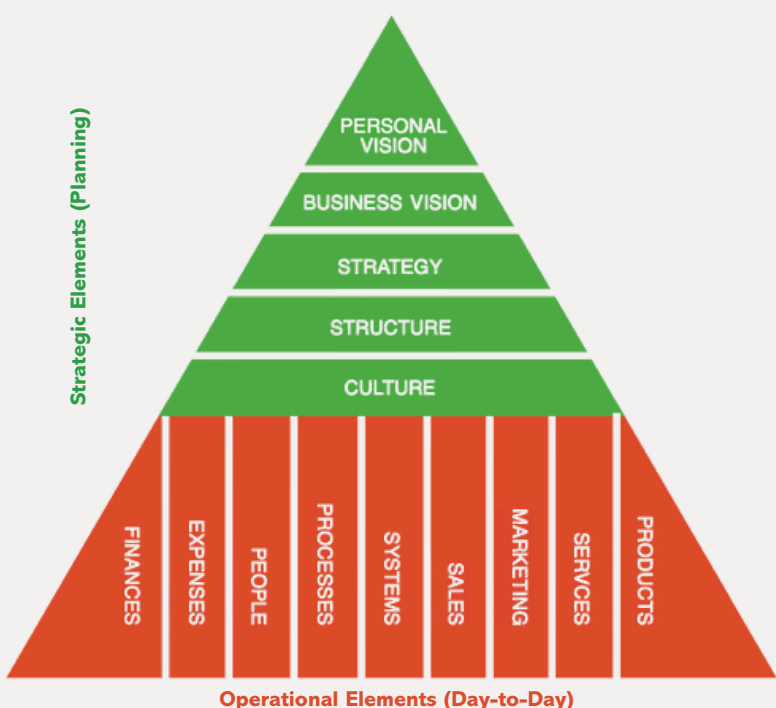 Strategic Elements (Planning)
PERSONAL
VISION
BUSINESS VISION
STRATEGY
STRUCTURE
CULTURE
FINANCES
EXPENSES
PEOPLE
PROCESSES
SYSTEMS
SALES
MARKETING
SERVCES
PRODUCTS
Operational Elements (Day-to-Day)